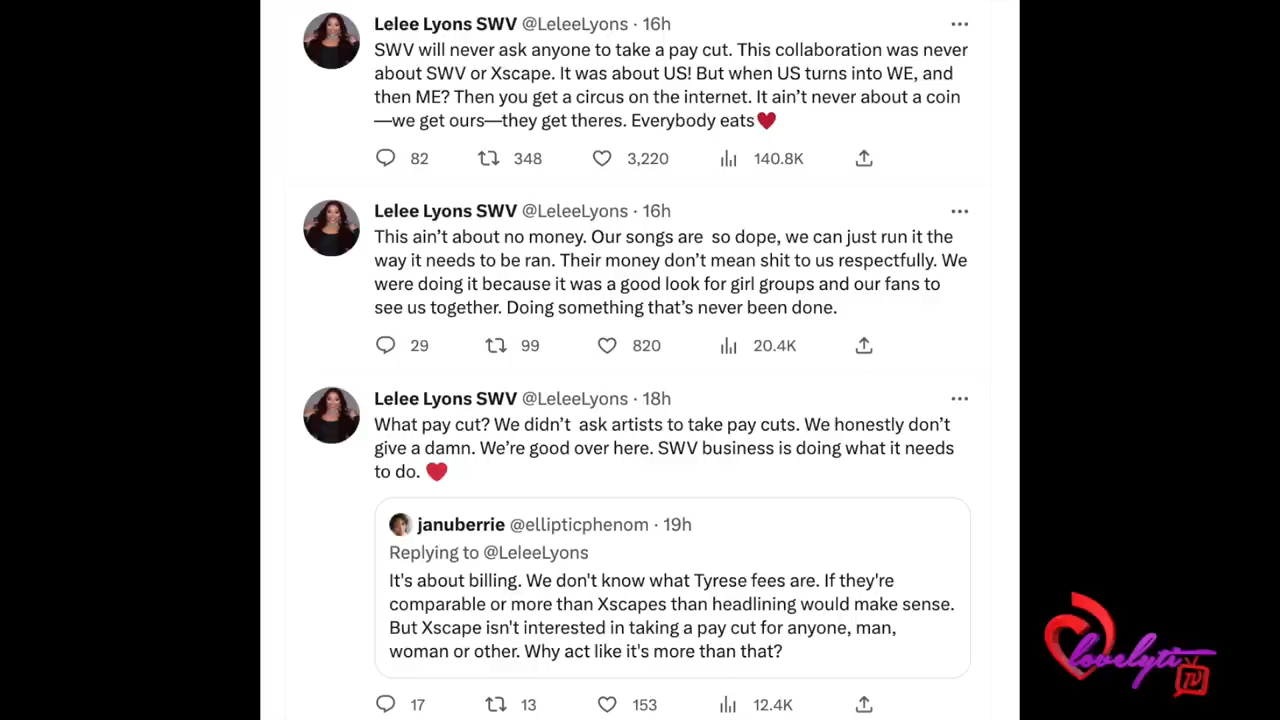 Lelee Lyons SWV @LeleeLyons · 16h
SWV will never ask anyone to take a pay cut. This collaboration was never
about SWV or Xscape. It was about US! But when US turns into WE, and
then ME? Then you get a circus on the internet. It ain’t never about a coin
—we get ours—they get theres. Everybody eats❤️
82 348 3,220 140.8K
Lelee Lyons SWV @LeleeLyons · 16h
This ain’t about no money. Our songs are  so dope, we can just run it the
way it needs to be ran. Their money don’t mean shit to us respectfully. We
were doing it because it was a good look for girl groups and our fans to
see us together. Doing something that’s never been done.
29 99 820 20.4K
Lelee Lyons SWV @LeleeLyons · 18h
What pay cut? We didn’t  ask artists to take pay cuts. We honestly don’t
give a damn. We’re good over here. SWV business is doing what it needs
to do. ❤️
januberrie @ellipticphenom · 19h
Replying to @LeleeLyons
It's about billing. We don't know what Tyrese fees are. If they're
comparable or more than Xscapes than headlining would make sense.
But Xscape isn't interested in taking a pay cut for anyone, man,
woman or other. Why act like it's more than that?
17 13 153 12.4K
lovelyti
TV